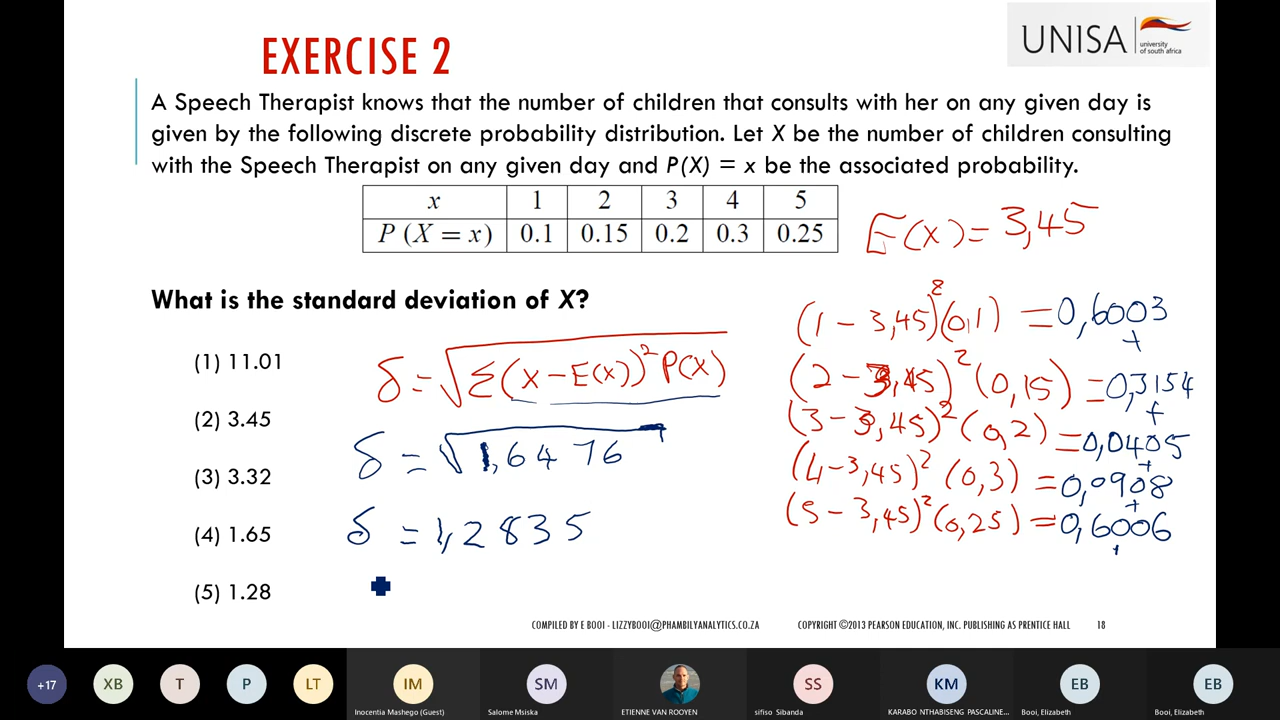 EXERCISE 2
UNISA university of south africa
A Speech Therapist knows that the number of children that consults with her on any given day is
given by the following discrete probability distribution. Let X be the number of children consulting
with the Speech Therapist on any given day and P(X) = x be the associated probability.
x 1 2 3 4 5
P (X = x) 0.1 0.15 0.2 0.3 0.25
E(x) = 3,45
What is the standard deviation of X?
(1 - 3,45)²(0,1) = 0,6003
+
(1) 11.01
δ = √Σ(x - E(x))² P(x)
(2 - 3,45)² (0,15) = 0,3154
+
(2) 3.45
(3 - 3,45)² (0,2) = 0,0405
+
δ = √1,6476
(3) 3.32
(4 - 3,45)² (0,3) = 0,0908
+
(4) 1.65
δ = 1,2835
(5 - 3,45)² (0,25) = 0,6006
+
(5) 1.28
COMPILED BY E BOOI - LIZZYBOOI@PHAMBILYANALYTICS.CO.ZA COPYRIGHT ©2013 PEARSON EDUCATION, INC. PUBLISHING AS PRENTICE HALL 18
+17 XB T P LT IM SM SS KM EB EB
Inocentia Mashego (Guest) Salome Msiska ETIENNE VAN ROOYEN sifiso Sibanda KARABO NTHABISENG PASCALINE... Booi, Elizabeth Booi, Elizabeth